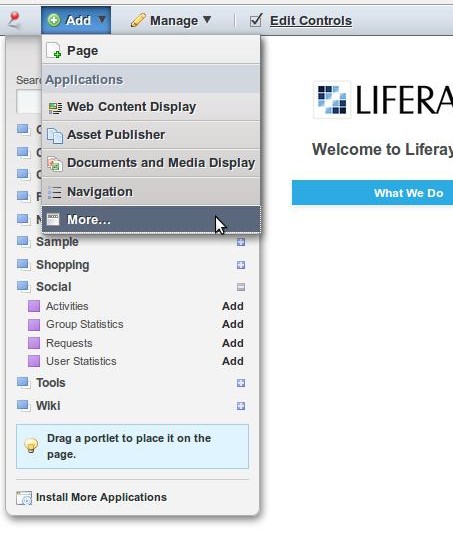 Add Manage Edit Controls
Page
Applications
Web Content Display
Asset Publisher
Documents and Media Display
Navigation
More...
Sample
Shopping
Social
Activities Add
Group Statistics Add
Requests Add
User Statistics Add
Tools
Wiki
Drag a portlet to place it on the
page.
Install More Applications
LIFERA
Welcome to Liferay
What We Do